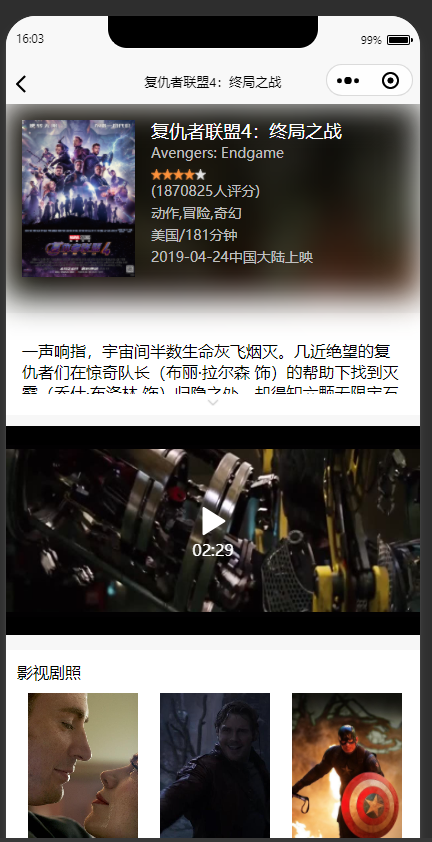 16:03
99%
复仇者联盟4：终局之战
复仇者联盟4：终局之战
Avengers: Endgame
(1870825人评分)
动作,冒险,奇幻
美国/181分钟
2019-04-24中国大陆上映
一声响指，宇宙间半数生命灰飞烟灭。几近绝望的复
仇者们在惊奇队长（布丽·拉尔森 饰）的帮助下找到灭
霸（乔什·布洛林 饰）归隐之处，却得知六颗无限宝石
02:29
影视剧照